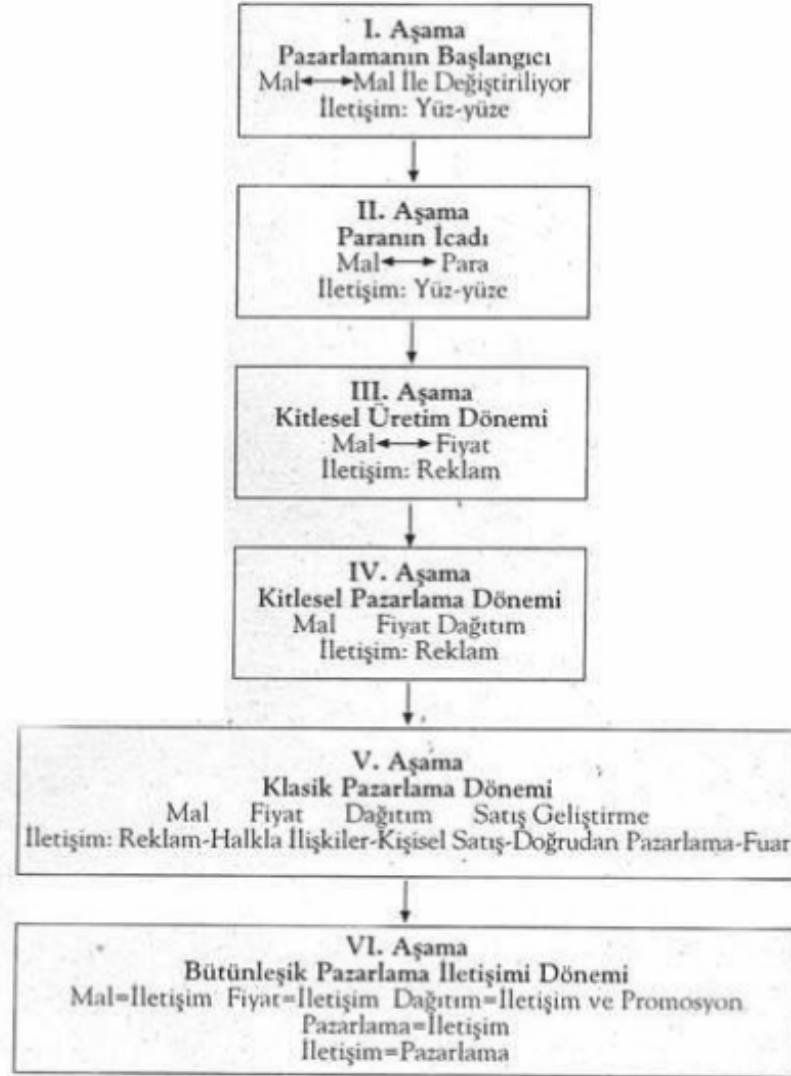 I. Aşama
Pazarlamanın Başlangıcı
Mal↔Mal İle Değiştiriliyor
İletişim: Yüz-yüze
II. Aşama
Paranın İcadı
Mal↔Para
İletişim: Yüz-yüze
III. Aşama
Kitlesel Üretim Dönemi
Mal↔Fiyat
İletişim: Reklam
IV. Aşama
Kitlesel Pazarlama Dönemi
Mal Fiyat Dağıtım
İletişim: Reklam
V. Aşama
Klasik Pazarlama Dönemi
Mal Fiyat Dağıtım Satış Geliştirme
İletişim: Reklam-Halkla İlişkiler-Kişisel Satış-Doğrudan Pazarlama-Fuar
VI. Aşama
Bütünleşik Pazarlama İletişimi Dönemi
Mal=İletişim Fiyat=İletişim Dağıtım=İletişim ve Promosyon
Pazarlama=İletişim
İletişim=Pazarlama